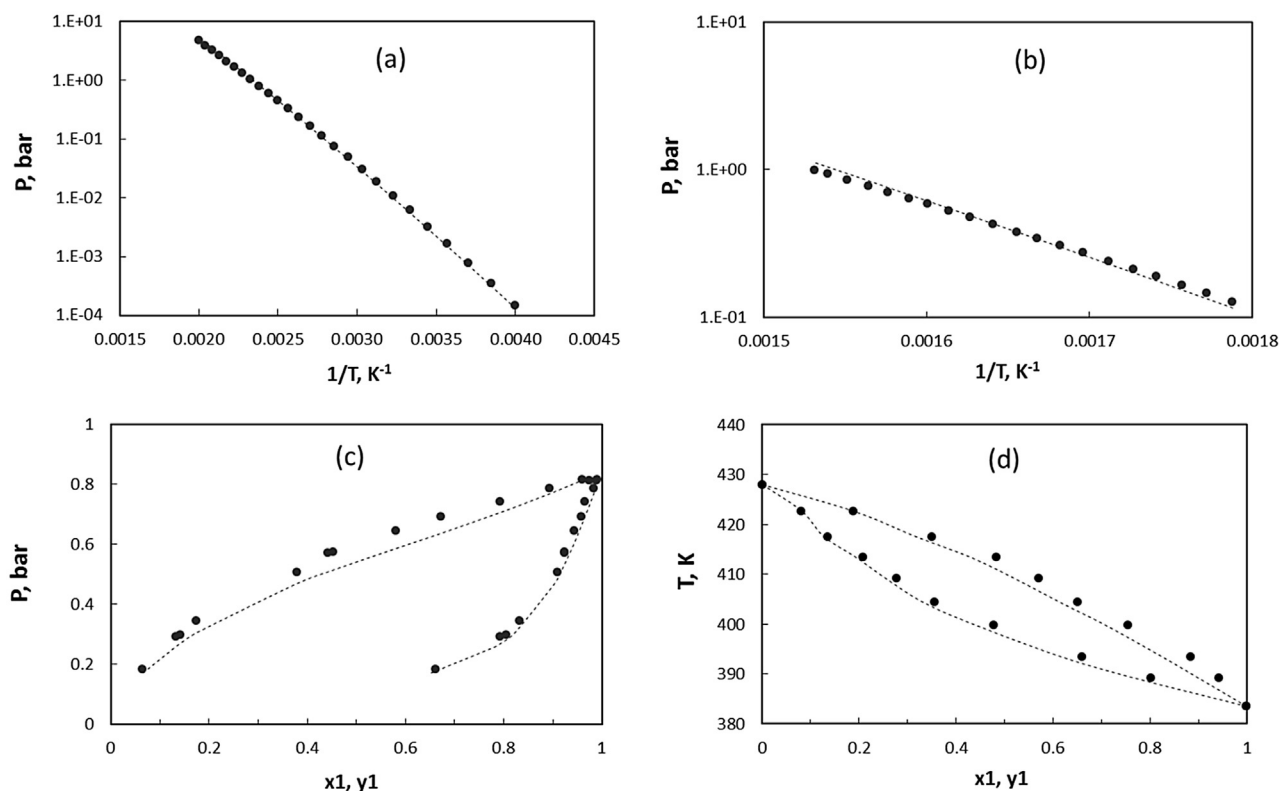 1.E+01
1.E+00
1.E-01
1.E-02
1.E-03
1.E-04
P, bar
(a)
0.0015 0.0020 0.0025 0.0030 0.0035 0.0040 0.0045
1/T, K-1
1.E+01
1.E+00
1.E-01
P, bar
(b)
0.0015 0.0016 0.0017 0.0018
1/T, K-1
1
0.8
0.6
0.4
0.2
0
P, bar
(c)
0 0.2 0.4 0.6 0.8 1
x1, y1
440
430
420
410
400
390
380
T, K
(d)
0 0.2 0.4 0.6 0.8 1
x1, y1